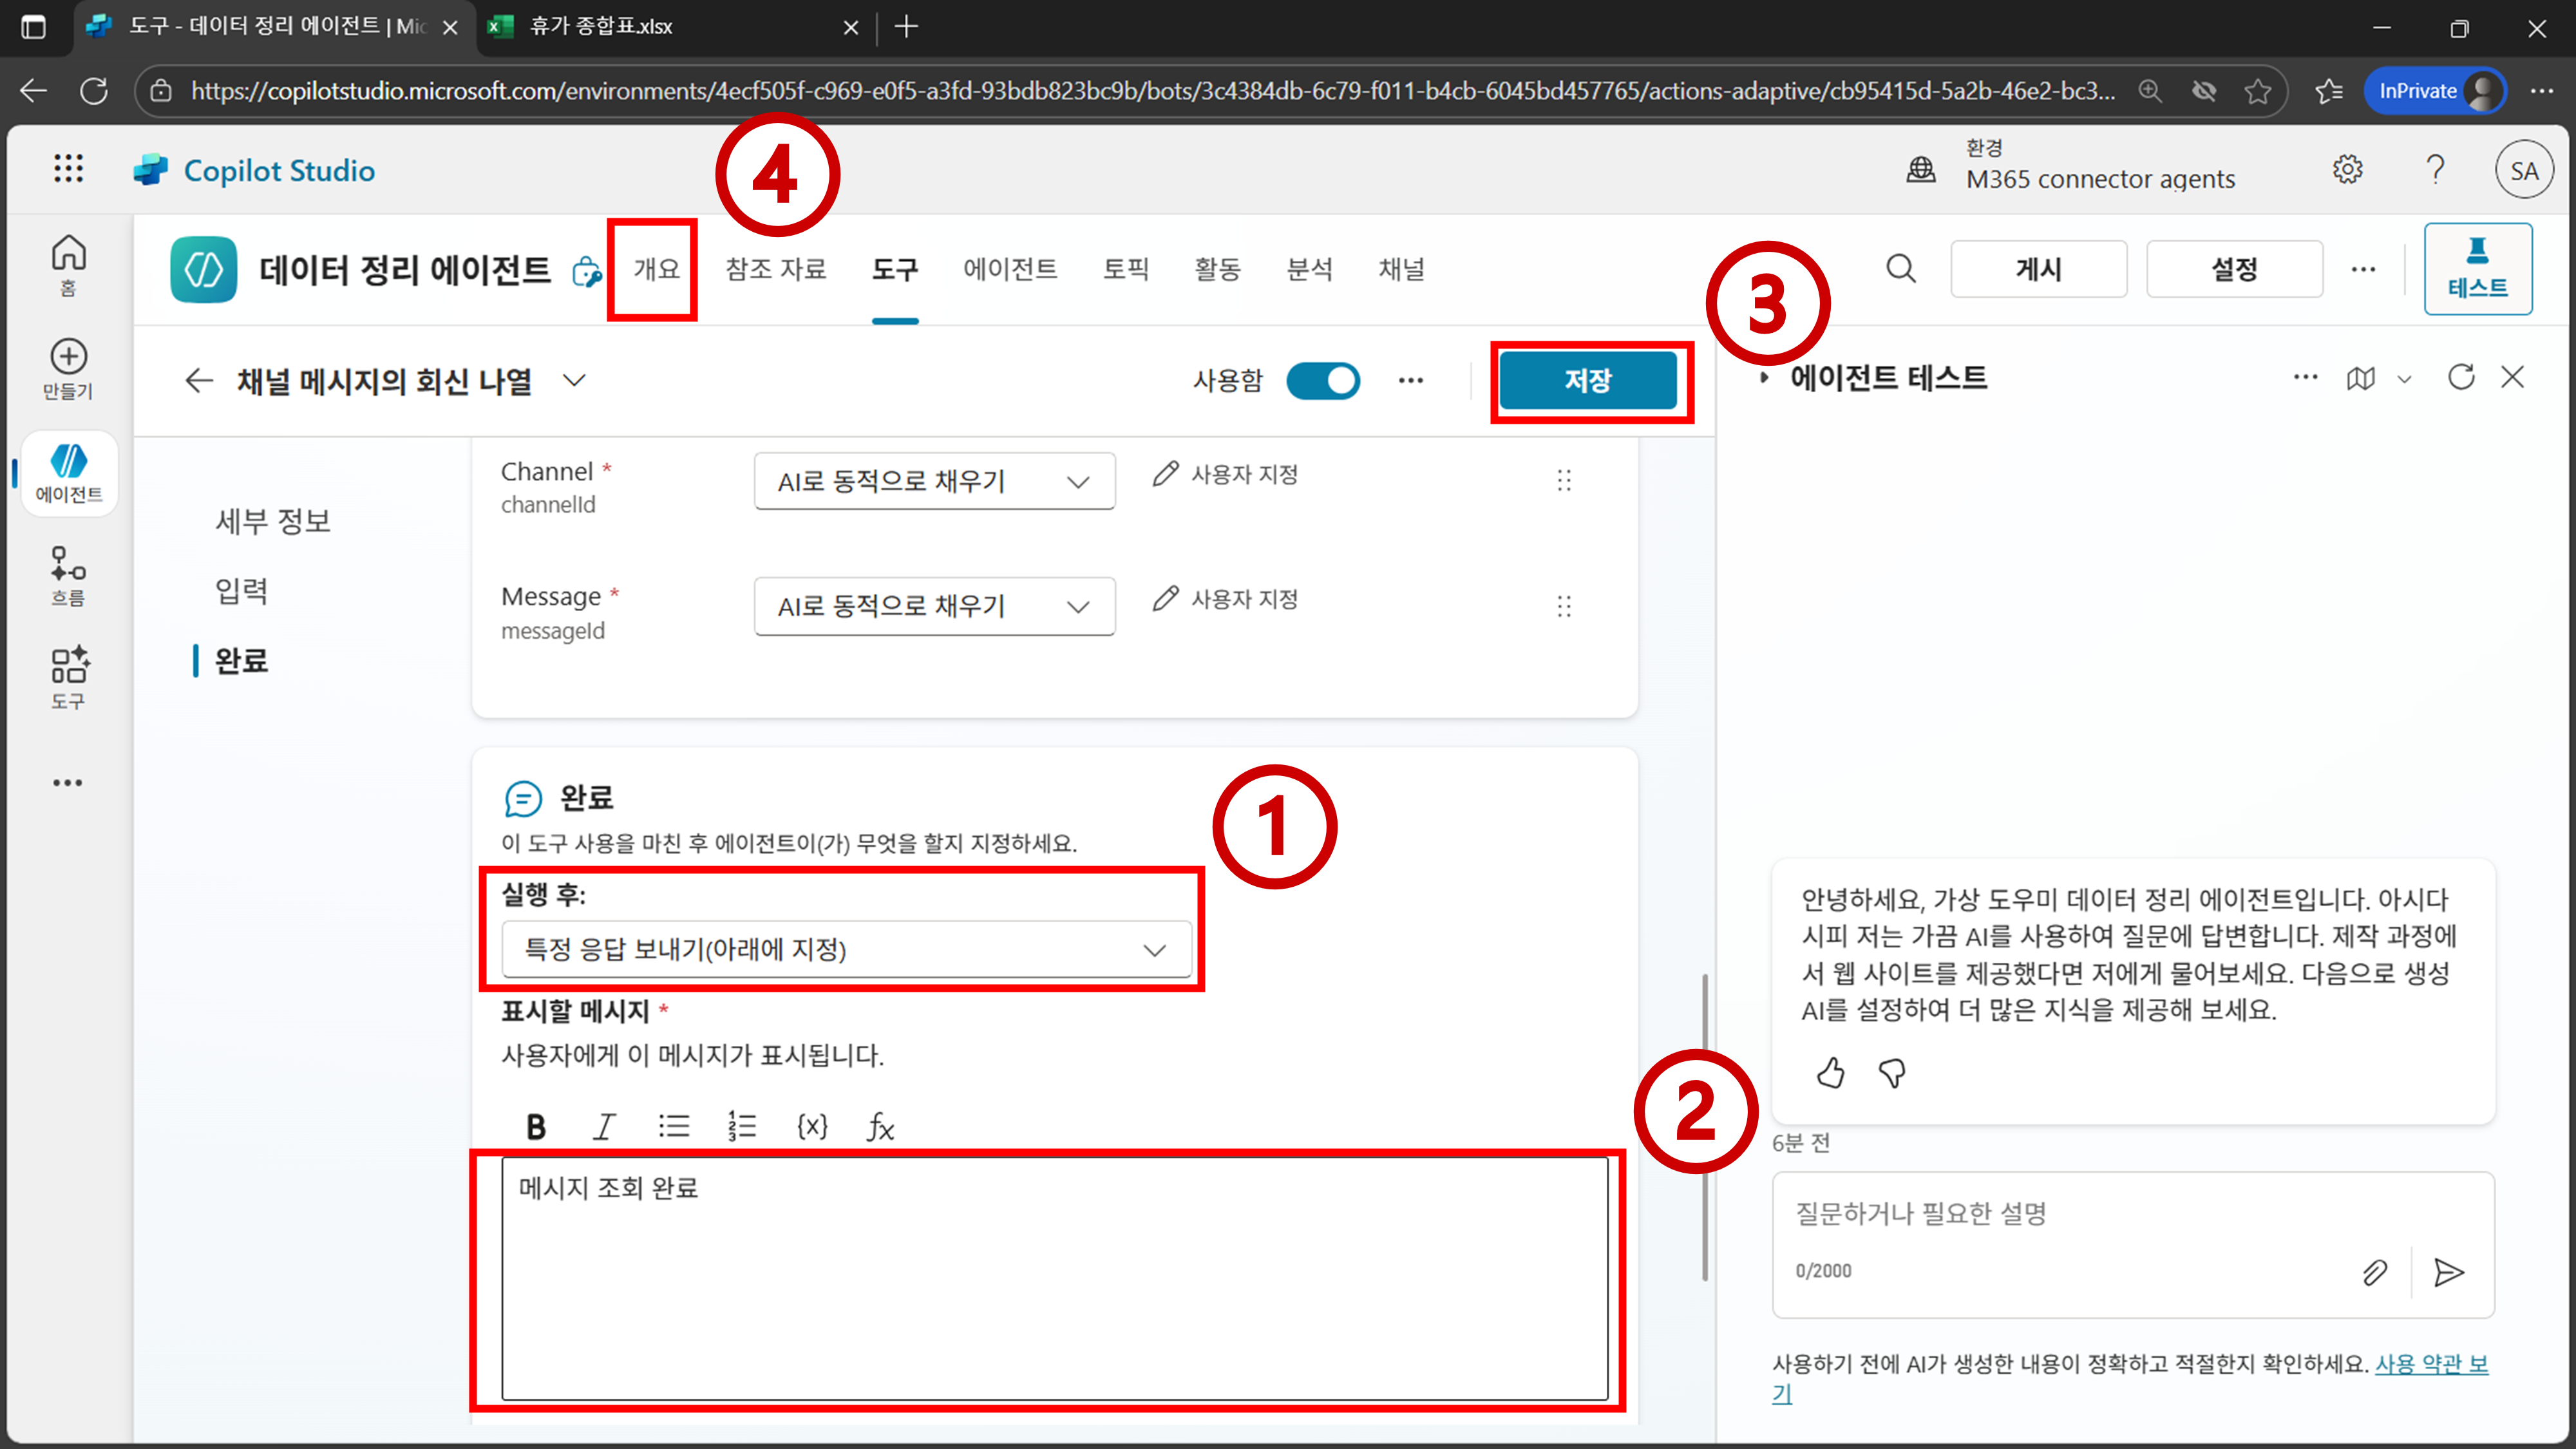 도구 - 데이터 정리 에이전트 | Mic
휴가 종합표.xlsx
https://copilotstudio.microsoft.com/environments/4ecf505f-c969-e0f5-a3fd-93bdb823bc9b/bots/3c4384db-6c79-f011-b4cb-6045bd457765/actions-adaptive/cb95415d-5a2b-46e2-bc3...
InPrivate
Copilot Studio
4
환경
M365 connector agents
SA
홈
만들기
에이전트
흐름
도구
데이터 정리 에이전트
개요
참조 자료
도구
에이전트
토픽
활동
분석
채널
게시
설정
테스트
3
채널 메시지의 회신 나열
사용함
저장
세부 정보
입력
완료
Channel *
channelId
AI로 동적으로 채우기
사용자 지정
Message *
messageId
AI로 동적으로 채우기
사용자 지정
완료
이 도구 사용을 마친 후 에이전트이(가) 무엇을 할지 지정하세요.
1
실행 후:
특정 응답 보내기(아래에 지정)
표시할 메시지 *
사용자에게 이 메시지가 표시됩니다.
B I {x} fx
2
메시지 조회 완료
에이전트 테스트
안녕하세요, 가상 도우미 데이터 정리 에이전트입니다. 아시다
시피 저는 가끔 AI를 사용하여 질문에 답변합니다. 제작 과정에
서 웹 사이트를 제공했다면 저에게 물어보세요. 다음으로 생성
AI를 설정하여 더 많은 지식을 제공해 보세요.
6분 전
질문하거나 필요한 설명
0/2000
사용하기 전에 AI가 생성한 내용이 정확하고 적절한지 확인하세요. 사용 약관 보
기